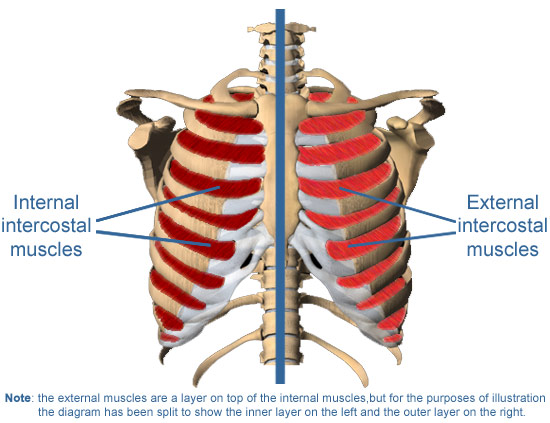 Internal
intercostal
muscles
External
intercostal
muscles
Note: the external muscles are a layer on top of the internal muscles,but for the purposes of illustration
the diagram has been split to show the inner layer on the left and the outer layer on the right.